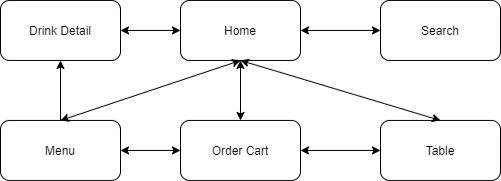 Drink Detail
Home
Search
Menu
Order Cart
Table